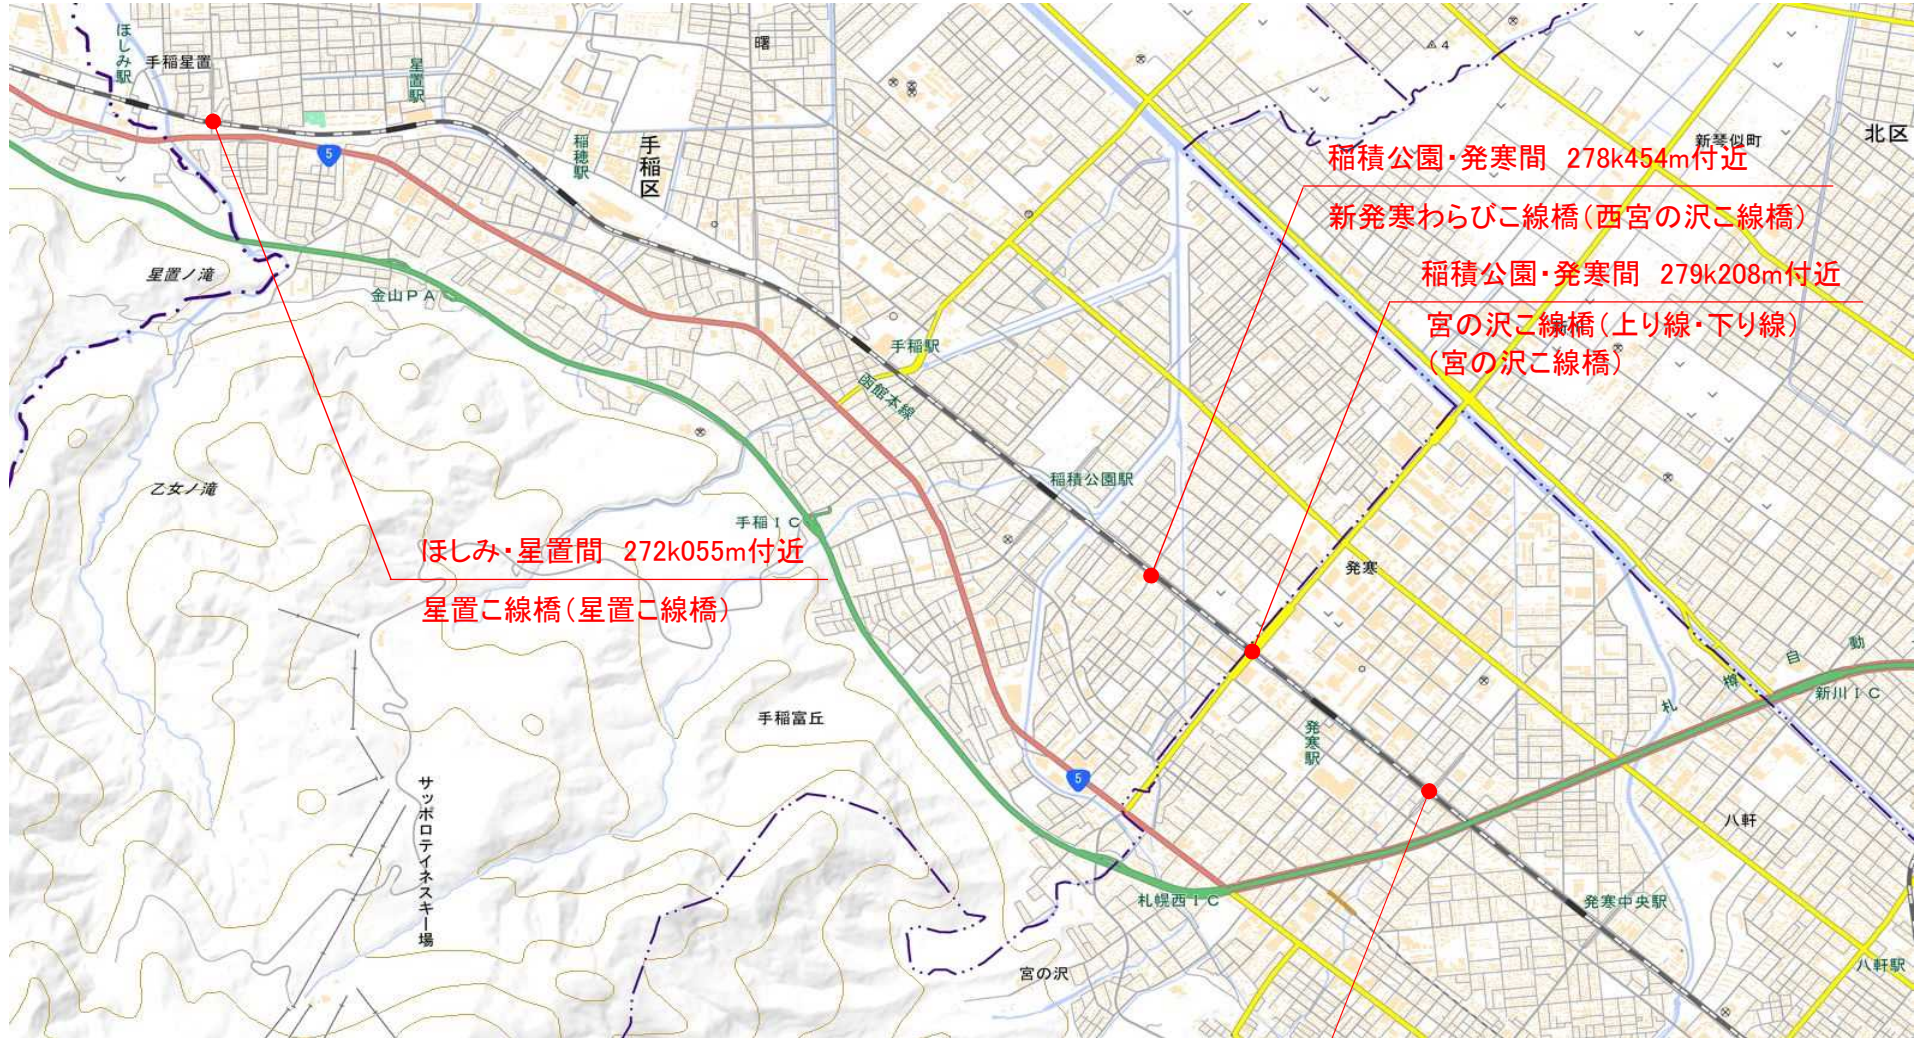 ほしみ駅
手稲星置
星置駅
曙
稲穂駅
手稲区
5
4
新琴似町
北区
稲積公園・発寒間 278k454m付近
新発寒わらびこ線橋(西宮の沢こ線橋)
稲積公園・発寒間 279k208m付近
宮の沢こ線橋(上り線・下り線)
(宮の沢こ線橋)
星置ノ滝
金山PA
手稲駅
函館本線
乙女ノ滝
稲積公園駅
手稲IC
ほしみ・星置間 272k055m付近
星置こ線橋(星置こ線橋)
発寒
手稲富丘
発寒駅
5
札樽自動
新川IC
サッポロテイネスキー場
八軒
札幌西IC
発寒中央駅
宮の沢
八軒駅